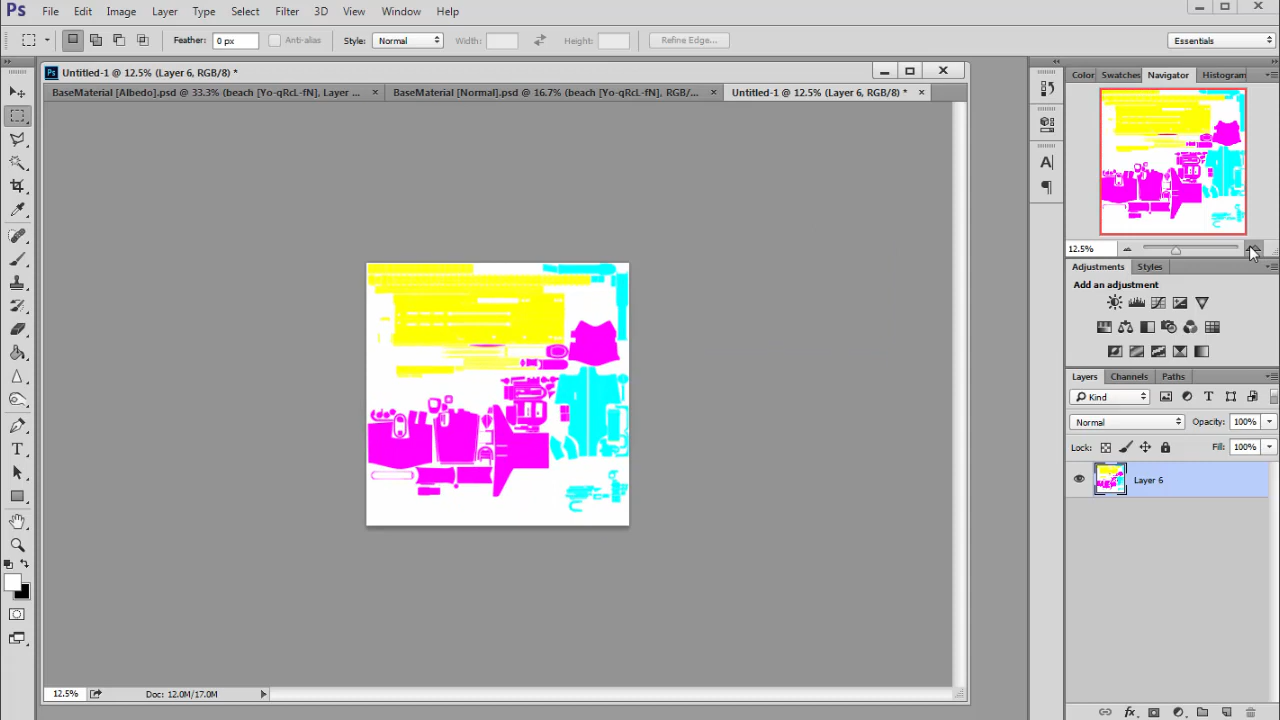 Ps File Edit Image Layer Type Select Filter 3D View Window Help
Feather: 0 px Anti-alias Style: Normal Width: Height: Refine Edge... Essentials
Untitled-1 @ 12.5% (Layer 6, RGB/8) *
BaseMaterial [Albedo].psd @ 33.3% (beach [Yo-qRcL-fN], Laye... × BaseMaterial [Normal].psd @ 16.7% (beach [Yo-qRcL-fN], RGB/... × Untitled-1 @ 12.5% (Layer 6, RGB/8) * ×
Color Swatches Navigator Histogram
12.5%
Adjustments Styles
Add an adjustment
Layers Channels Paths
Kind
Normal Opacity: 100%
Lock: Fill: 100%
Layer 6
12.5% Doc: 12.0M/17.0M